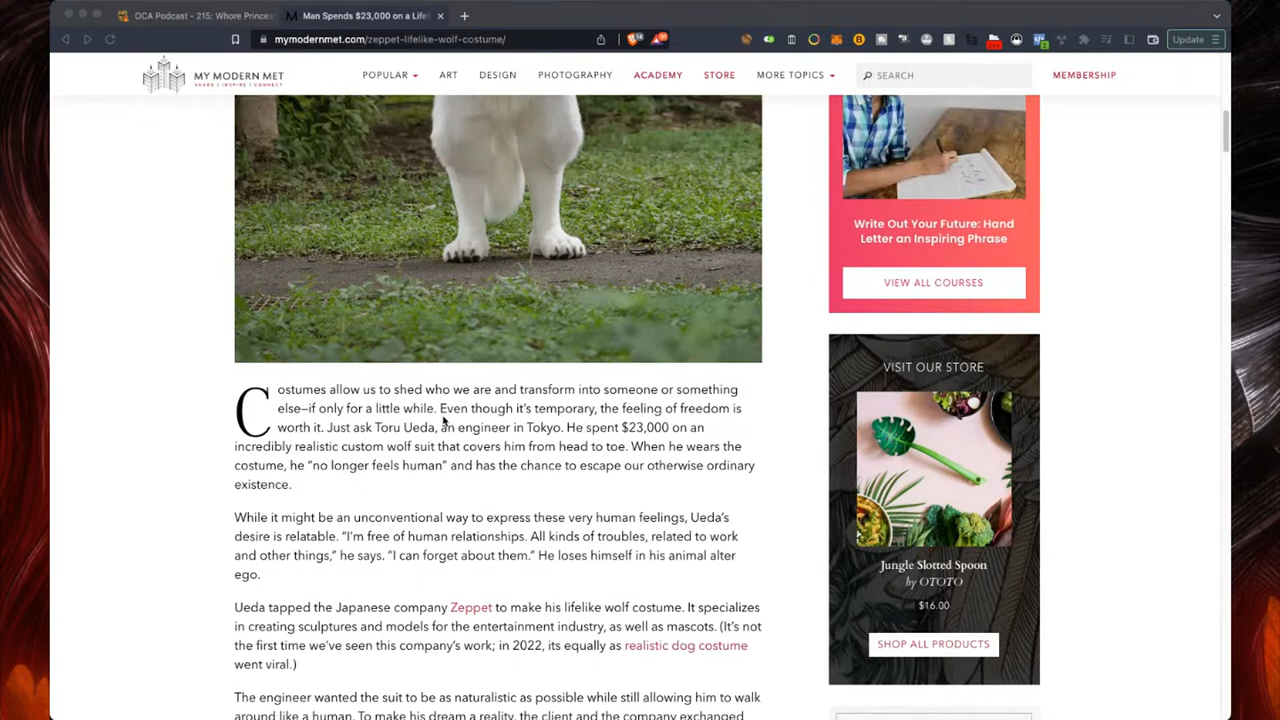 OCA Podcast - 215: Whore Princes
Man Spends $23,000 on a Lifel
mymodernmet.com/zeppet-lifelike-wolf-costume/
Update
MY MODERN MET
SHARE | INSPIRE | CONNECT
POPULAR
ART
DESIGN
PHOTOGRAPHY
ACADEMY
STORE
MORE TOPICS
SEARCH
MEMBERSHIP
Write Out Your Future: Hand
Letter an Inspiring Phrase
VIEW ALL COURSES
Costumes allow us to shed who we are and transform into someone or something
else—if only for a little while. Even though it's temporary, the feeling of freedom is
worth it. Just ask Toru Ueda, an engineer in Tokyo. He spent $23,000 on an
incredibly realistic custom wolf suit that covers him from head to toe. When he wears the
costume, he “no longer feels human” and has the chance to escape our otherwise ordinary
existence.
While it might be an unconventional way to express these very human feelings, Ueda's
desire is relatable. “I'm free of human relationships. All kinds of troubles, related to work
and other things,” he says. “I can forget about them.” He loses himself in his animal alter
ego.
Ueda tapped the Japanese company Zeppet to make his lifelike wolf costume. It specializes
in creating sculptures and models for the entertainment industry, as well as mascots. (It's not
the first time we've seen this company's work; in 2022, its equally as realistic dog costume
went viral.)
The engineer wanted the suit to be as naturalistic as possible while still allowing him to walk
around like a human. To make his dream a reality, the client and the company exchanged
VISIT OUR STORE
Jungle Slotted Spoon
by OTOTO
$16.00
SHOP ALL PRODUCTS